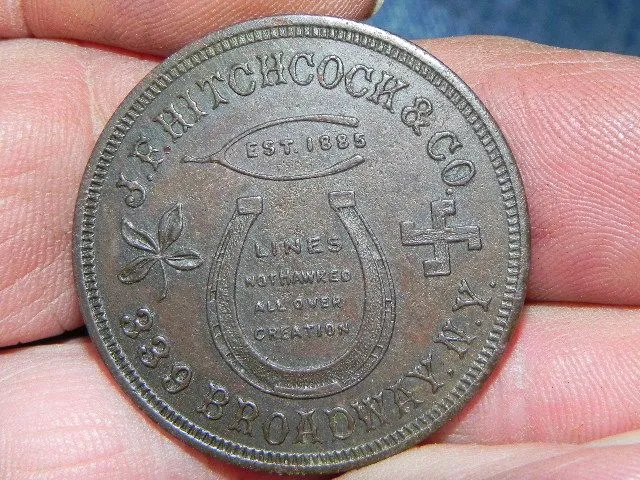 J.F. HITCHCOCK & CO.
EST. 1885
LINES
NOT HAWKED
ALL OVER
CREATION
339 BROADWAY. N.Y.